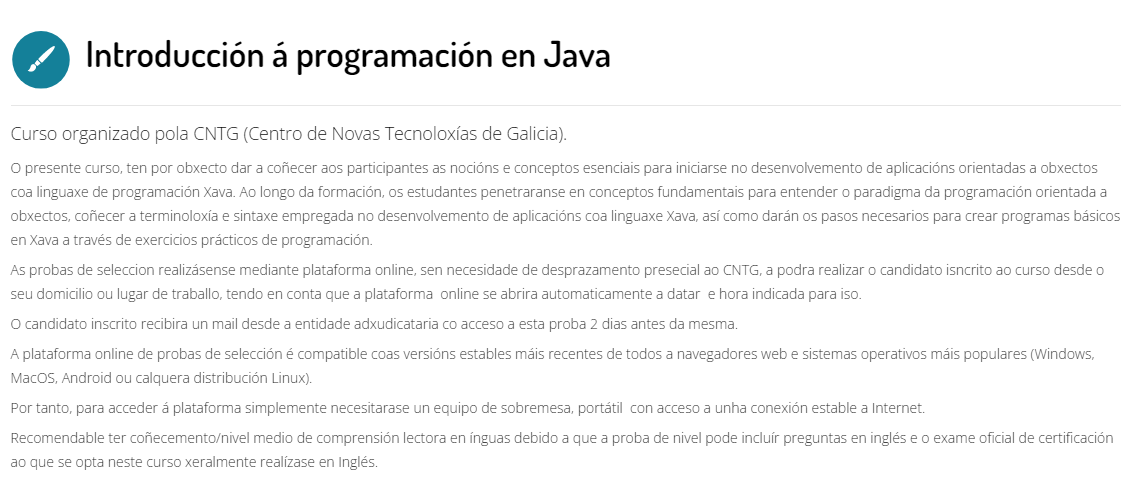 Introducción á programación en Java
Curso organizado pola CNTG (Centro de Novas Tecnoloxías de Galicia).
O presente curso, ten por obxecto dar a coñecer aos participantes as nocións e conceptos esenciais para iniciarse no desenvolvemento de aplicacións orientadas a obxectos
coa linguaxe de programación Xava. Ao longo da formación, os estudantes penetraranse en conceptos fundamentais para entender o paradigma da programación orientada a
obxectos, coñecer a terminoloxía e sintaxe empregada no desenvolvemento de aplicacións coa linguaxe Xava, así como darán os pasos necesarios para crear programas básicos
en Xava a través de exercicios prácticos de programación.
As probas de seleccion realizásense mediante plataforma online, sen necesidade de desprazamento presecial ao CNTG, a podra realizar o candidato isncrito ao curso desde o
seu domicilio ou lugar de traballo, tendo en conta que a plataforma  online se abrira automaticamente a datar  e hora indicada para iso.
O candidato inscrito recibira un mail desde a entidade adxudicataria co acceso a esta proba 2 dias antes da mesma.
A plataforma online de probas de selección é compatible coas versións estables máis recentes de todos a navegadores web e sistemas operativos máis populares (Windows,
MacOS, Android ou calquera distribución Linux).
Por tanto, para acceder á plataforma simplemente necesitarase un equipo de sobremesa, portátil  con acceso a unha conexión estable a Internet.
Recomendable ter coñecemento/nivel medio de comprensión lectora en ínguas debido a que a proba de nivel pode incluír preguntas en inglés e o exame oficial de certificación
ao que se opta neste curso xeralmente realízase en Inglés.